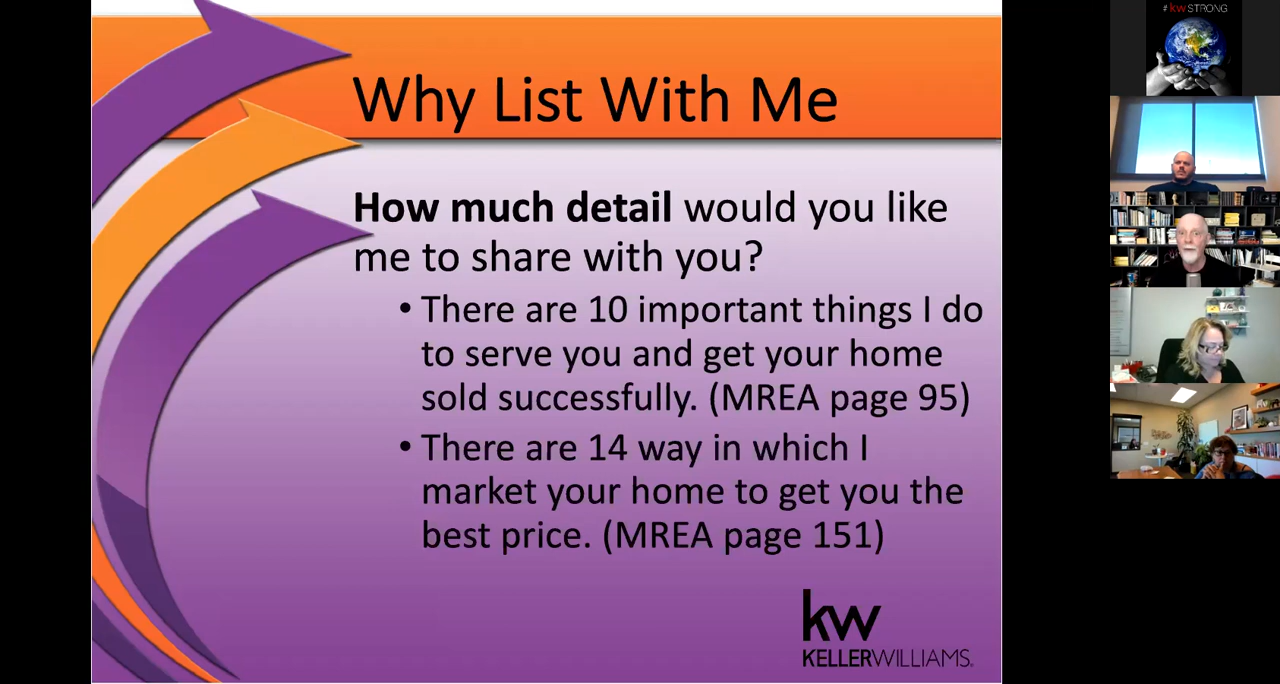 Why List With Me
How much detail would you like
me to share with you?
• There are 10 important things I do
to serve you and get your home
sold successfully. (MREA page 95)
• There are 14 way in which I
market your home to get you the
best price. (MREA page 151)
kw
KELLERWILLIAMS.
#kwSTRONG